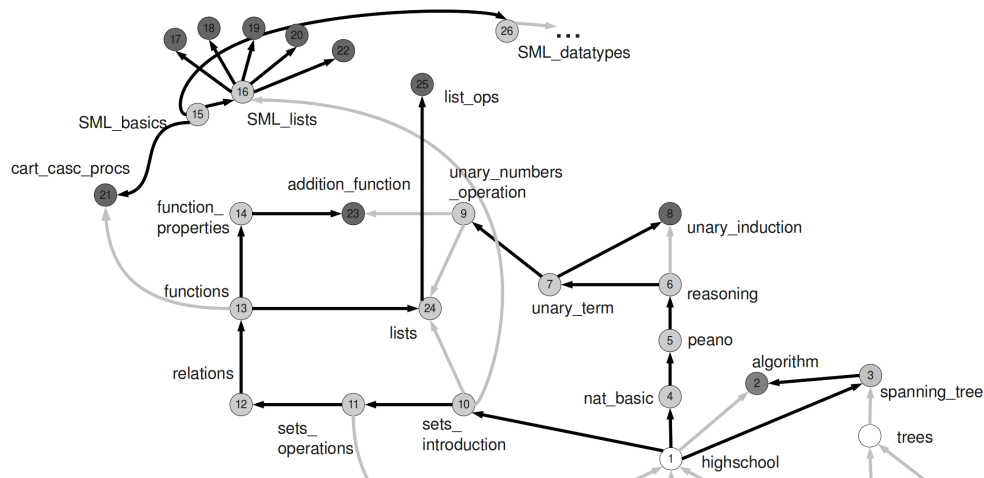 18
19
17
20
22
26
...
SML_datatypes
16
25
list_ops
15
SML_basics
SML_lists
cart_casc_procs
unary_numbers
_operation
addition_function
21
function_
properties
14
23
9
8
unary_induction
functions
13
24
lists
7
unary_term
6
reasoning
5
peano
algorithm
relations
2
3
spanning_tree
nat_basic
4
12
11
10
sets_
operations
sets_
introduction
trees
1
highschool